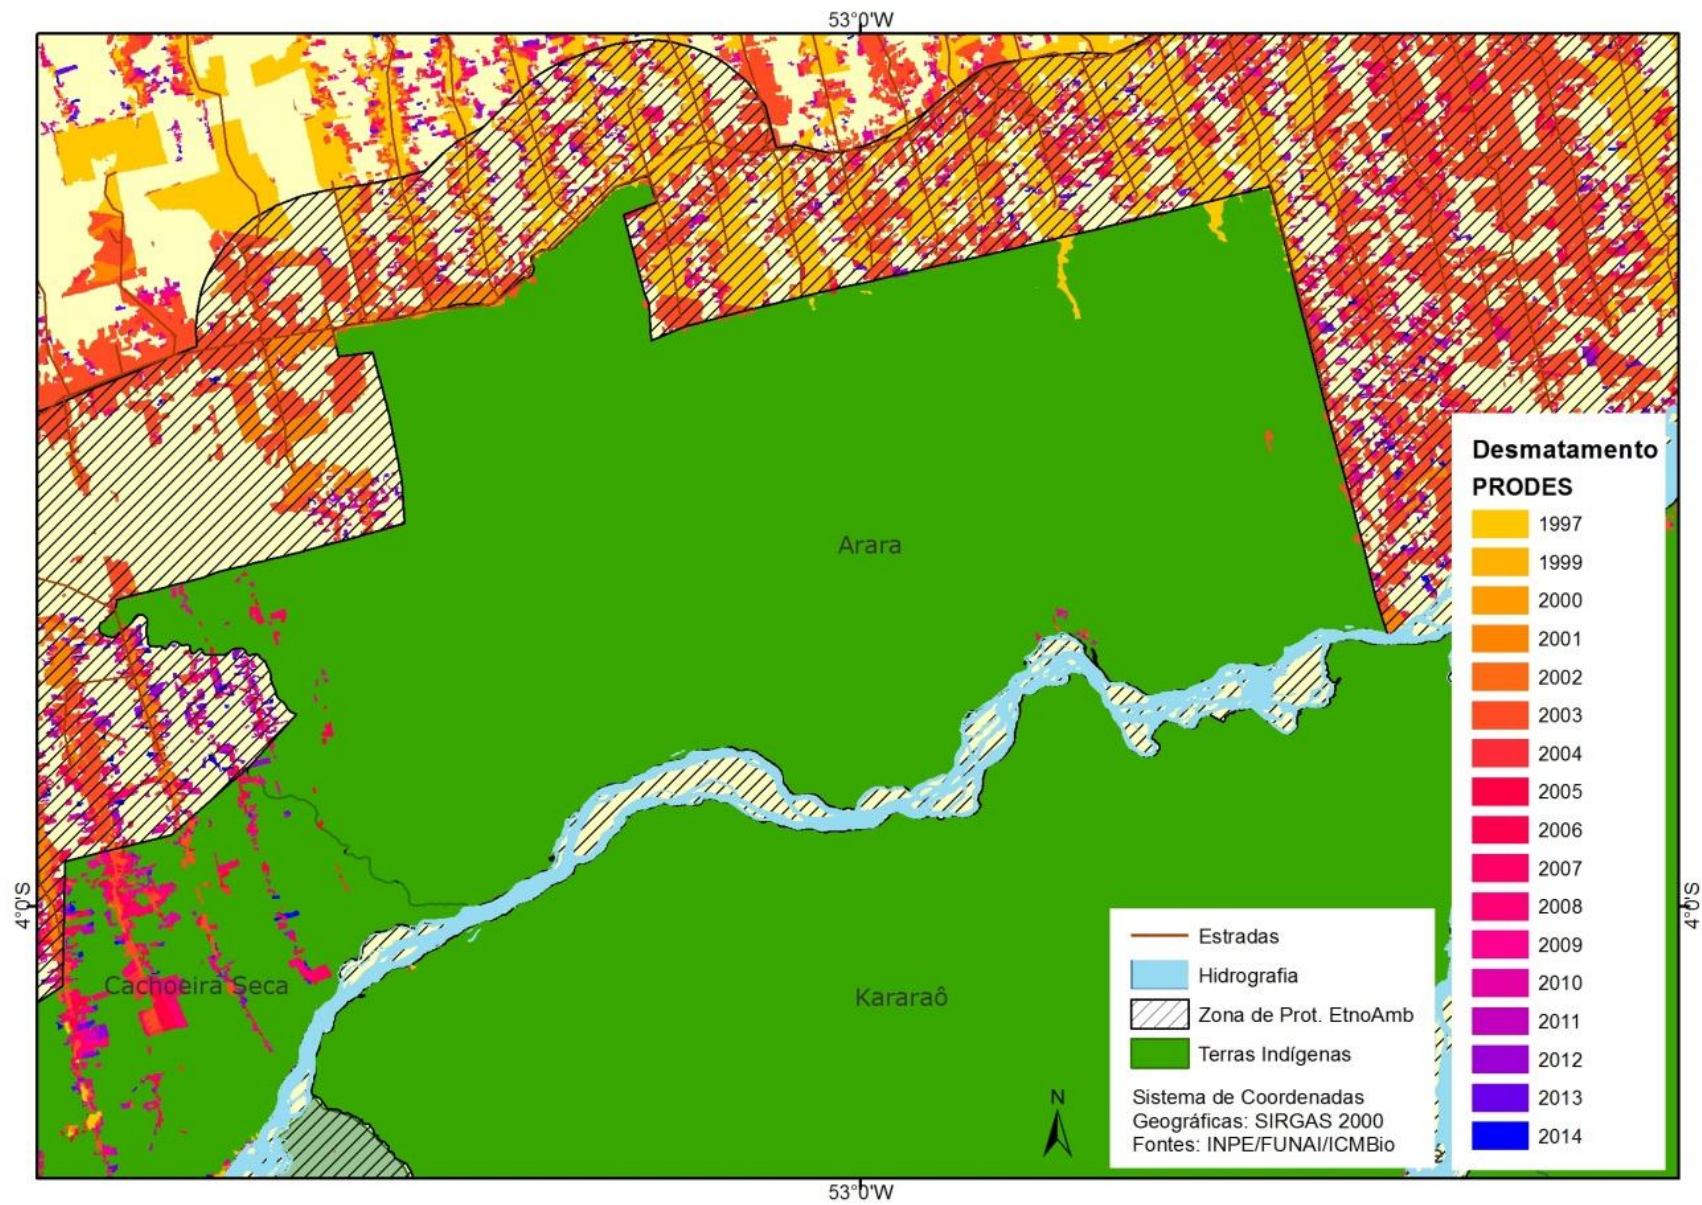 53°0'W
Arara
Cachoeira Seca
Kararaô
4°0'S
4°0'S
Desmatamento
PRODES
1997
1999
2000
2001
2002
2003
2004
2005
2006
2007
2008
2009
2010
2011
2012
2013
2014
Estradas
Hidrografia
Zona de Prot. EtnoAmb
Terras Indígenas
Sistema de Coordenadas
Geográficas: SIRGAS 2000
Fontes: INPE/FUNAI/ICMBio
N
53°0'W